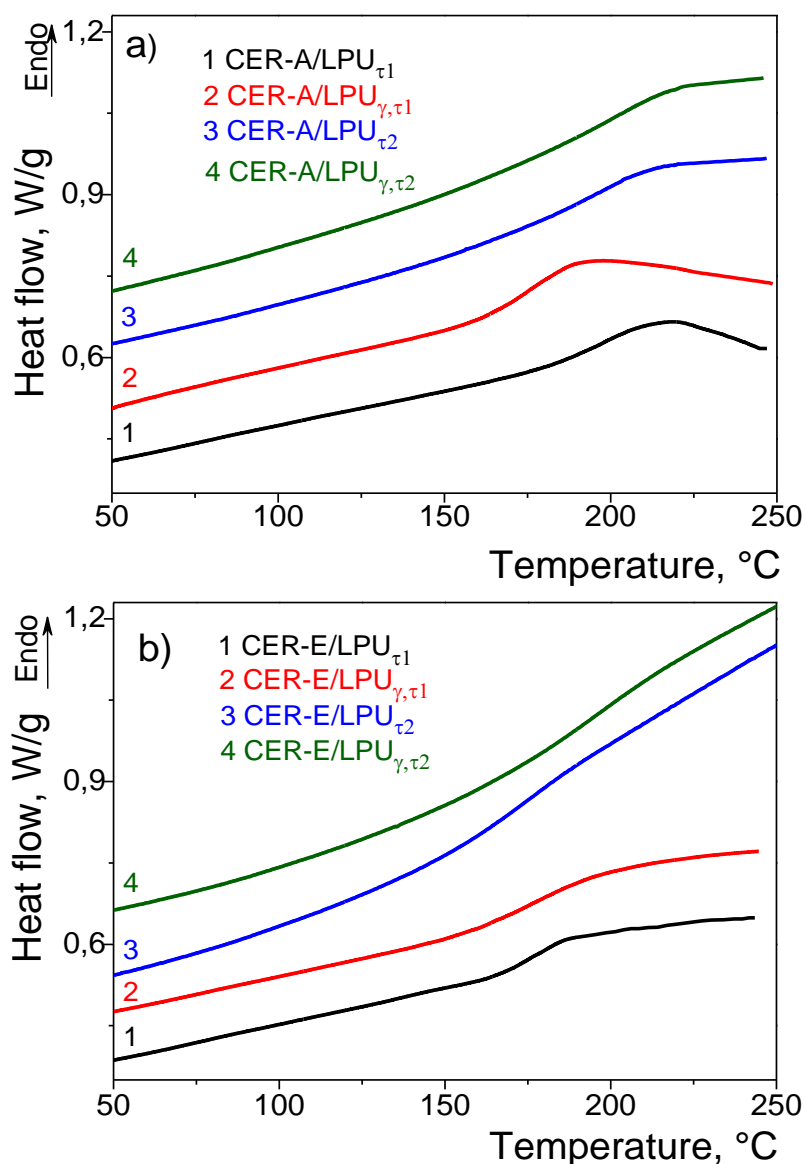 a)
1 CER-A/LPUτ1
2 CER-A/LPUγ,τ1
3 CER-A/LPUτ2
4 CER-A/LPUγ,τ2
Endo
Heat flow, W/g
1,2
0,9
0,6
4
3
2
1
50 100 150 200 250
Temperature, °C
b)
1 CER-E/LPUτ1
2 CER-E/LPUγ,τ1
3 CER-E/LPUτ2
4 CER-E/LPUγ,τ2
Endo
Heat flow, W/g
1,2
0,9
0,6
4
3
2
1
50 100 150 200 250
Temperature, °C